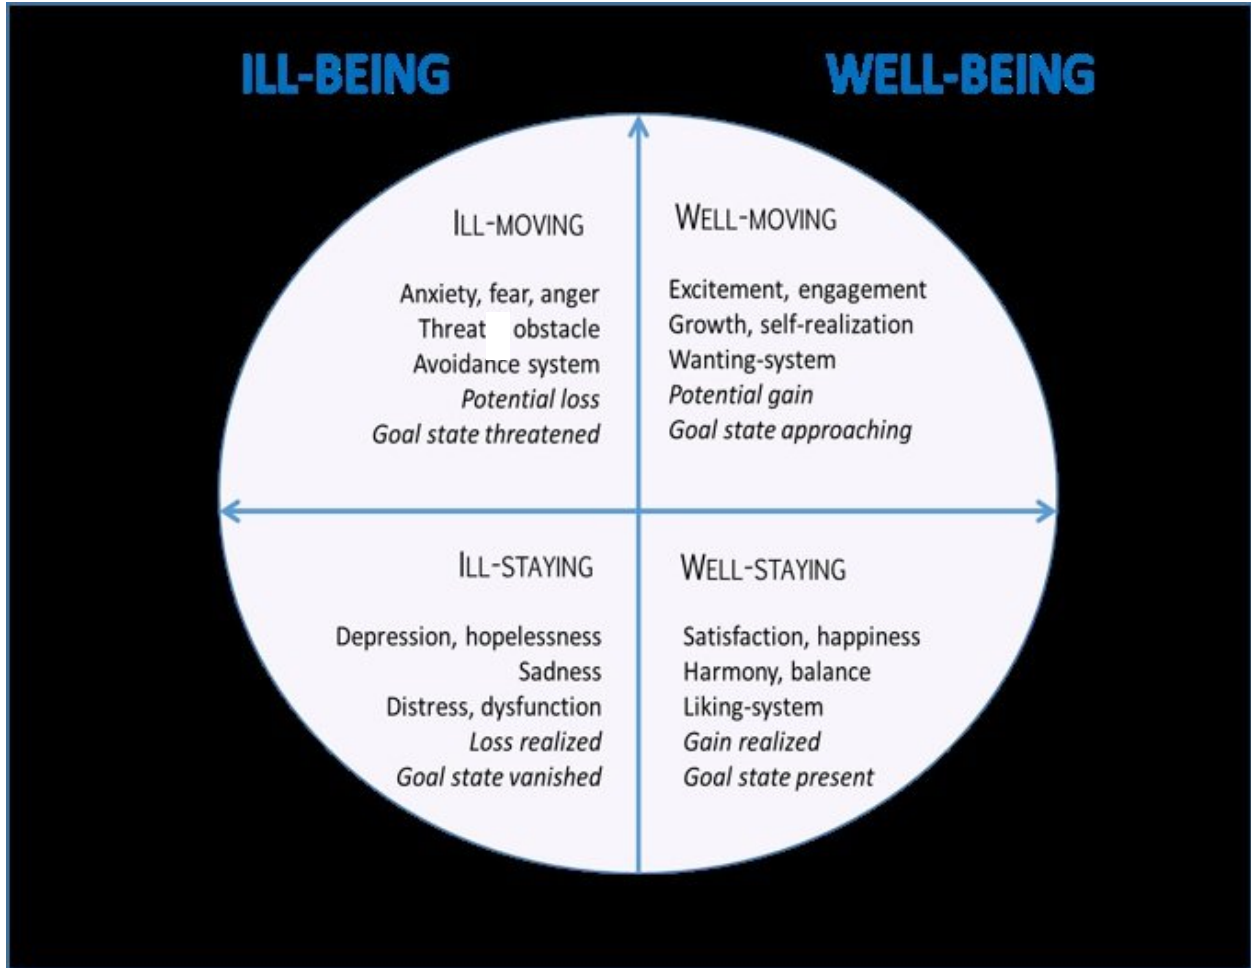 ILL-BEING
WELL-BEING
ILL-MOVING
Anxiety, fear, anger
Threat obstacle
Avoidance system
Potential loss
Goal state threatened
WELL-MOVING
Excitement, engagement
Growth, self-realization
Wanting-system
Potential gain
Goal state approaching
ILL-STAYING
Depression, hopelessness
Sadness
Distress, dysfunction
Loss realized
Goal state vanished
WELL-STAYING
Satisfaction, happiness
Harmony, balance
Liking-system
Gain realized
Goal state present